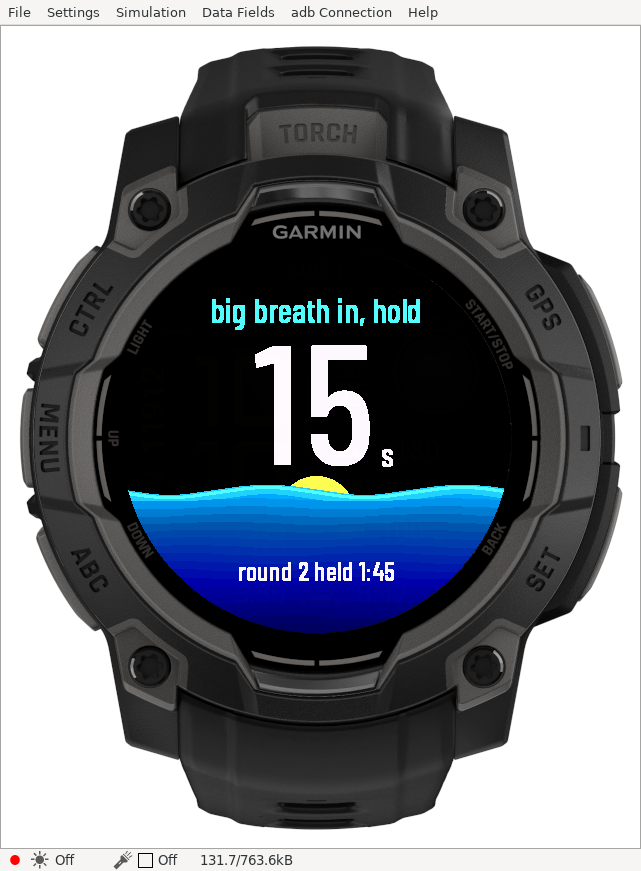 File Settings Simulation Data Fields adb Connection Help
TORCH
GARMIN
CTRL
LIGHT
GPS
START/STOP
big breath in, hold
15 s
MENU
UP
DOWN
BACK
ABC
SET
round 2 held 1:45
Off Off 131.7/763.6kB